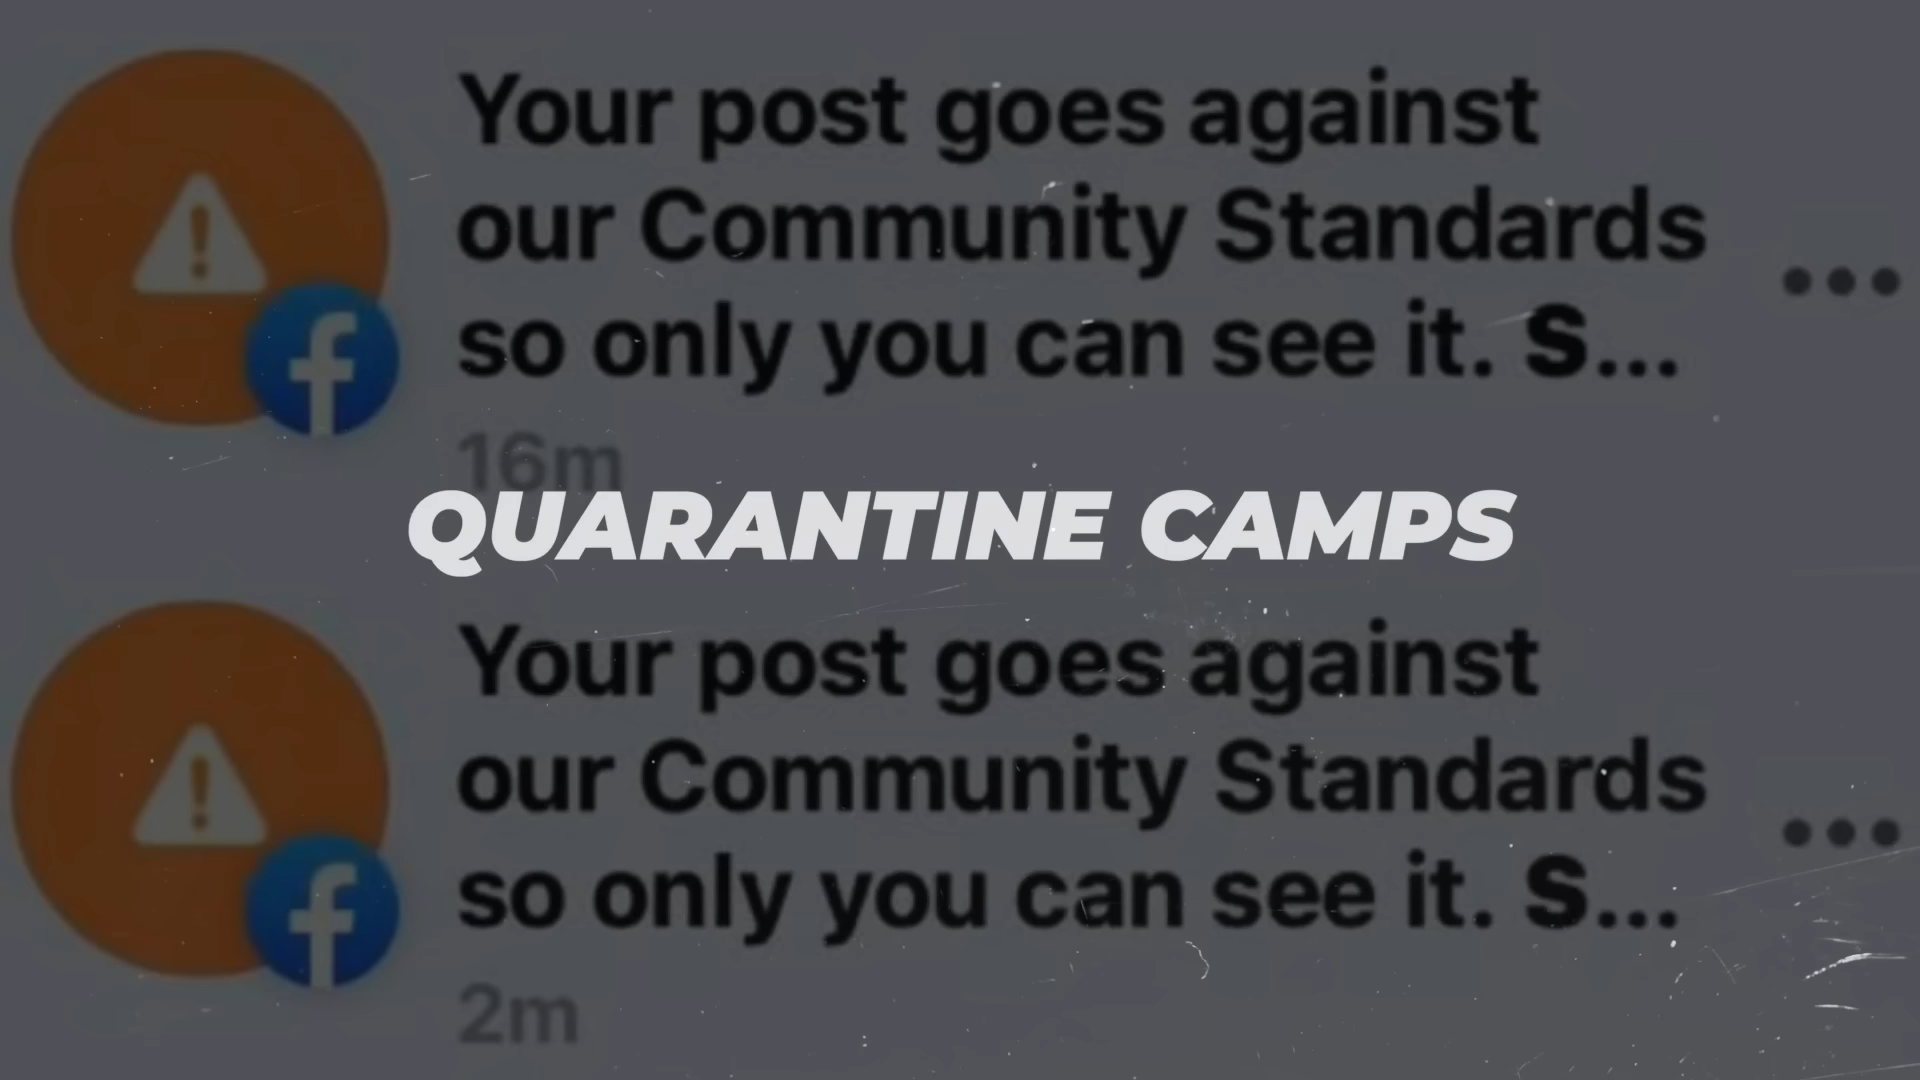 Your post goes against
our Community Standards
so only you can see it. S...
16m
QUARANTINE CAMPS
Your post goes against
our Community Standards
so only you can see it. S...
2m